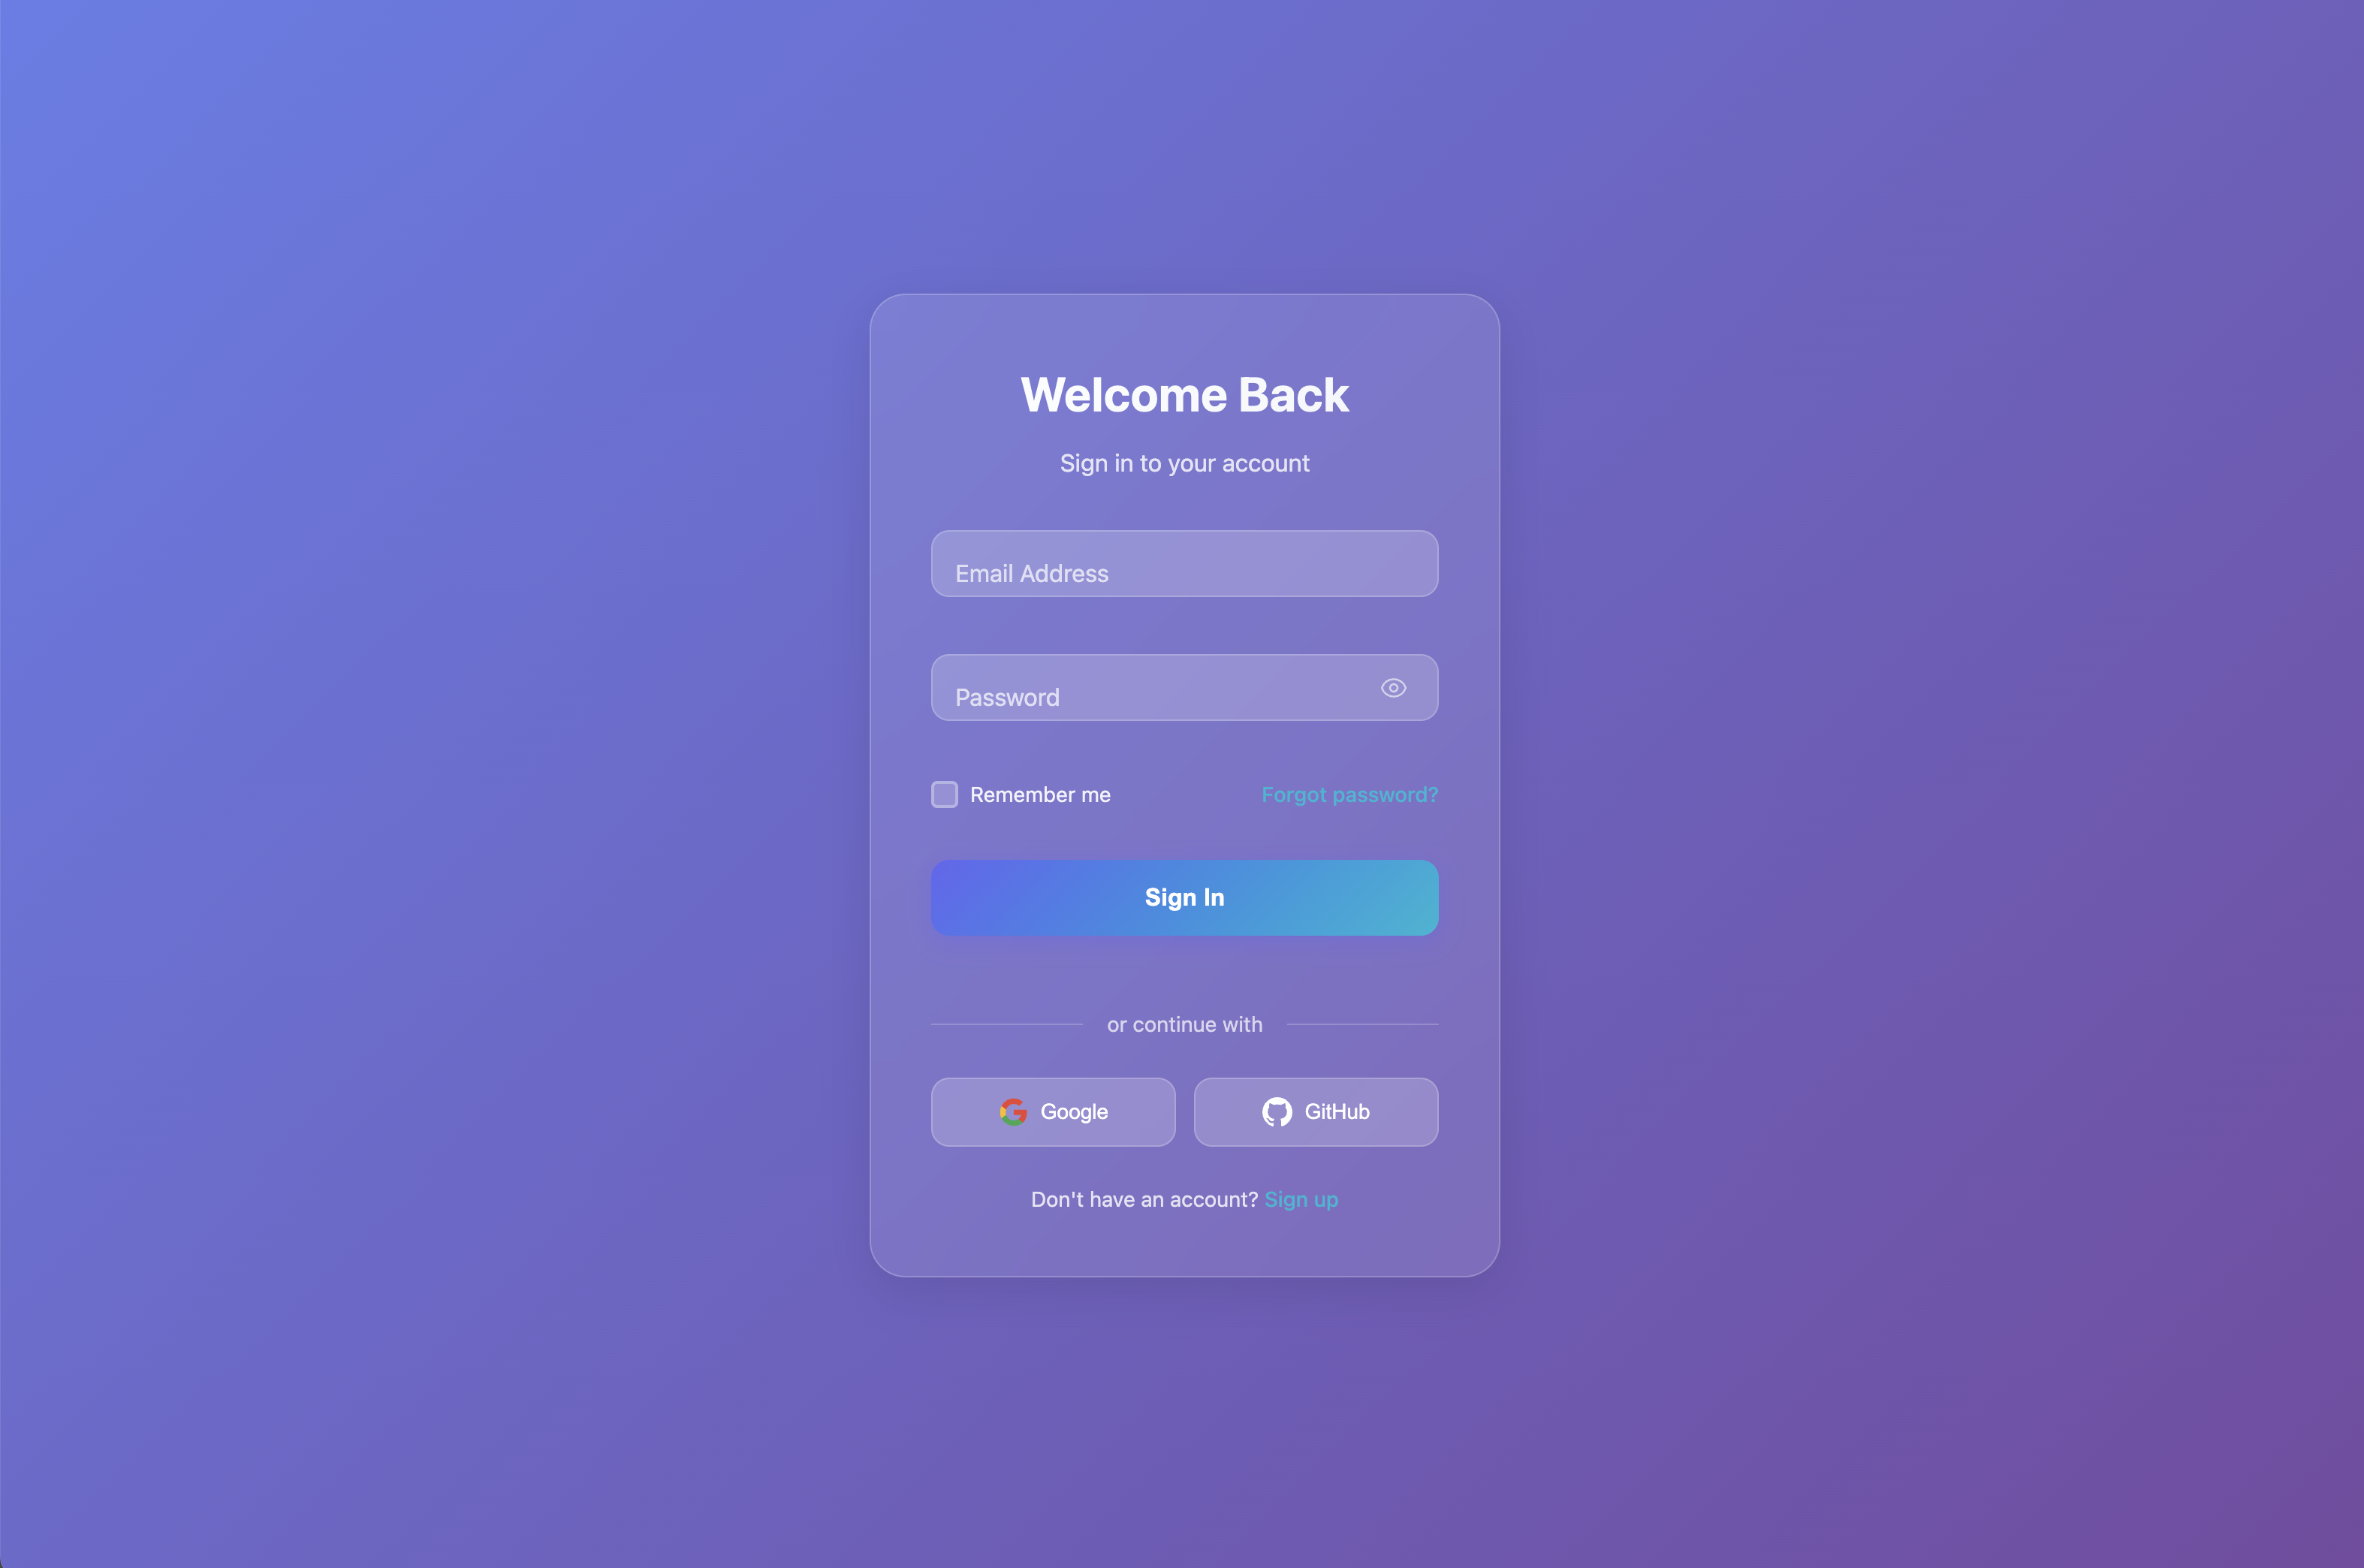 Welcome Back
Sign in to your account
Email Address
Password
Remember me
Forgot password?
Sign In
or continue with
Google
GitHub
Don't have an account? Sign up